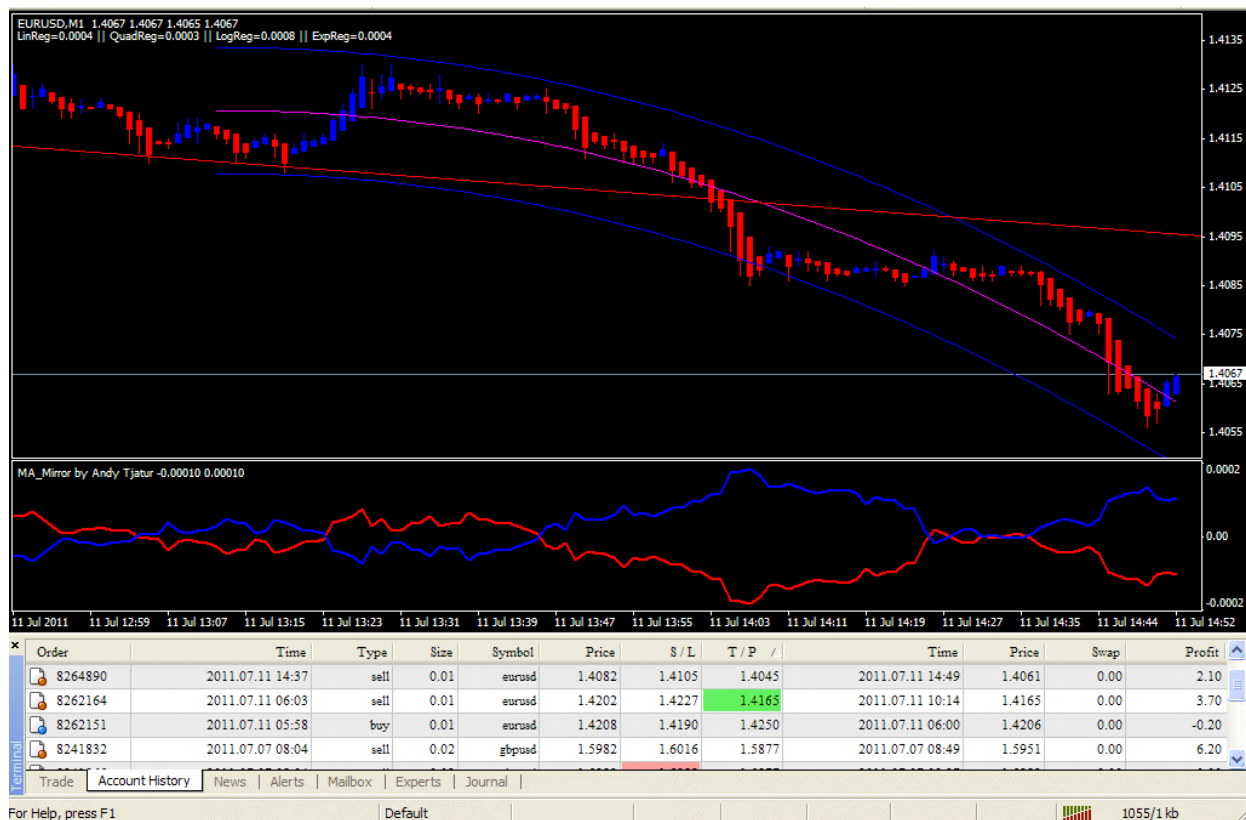 EURUSD,M1 1.4067 1.4067 1.4065 1.4067
LinReg=0.0004 || QuadReg=0.0003 || LogReg=0.0008 || ExpReg=0.0004
1.4135
1.4125
1.4115
1.4105
1.4095
1.4085
1.4067
1.4065
1.4055
MA_Mirror by Andy Tjatur -0.00010 0.00010
0.0002
0.00
-0.0002
11 Jul 2011 11 Jul 12:59 11 Jul 13:07 11 Jul 13:15 11 Jul 13:23 11 Jul 13:31 11 Jul 13:39 11 Jul 13:47 11 Jul 13:55 11 Jul 14:03 11 Jul 14:11 11 Jul 14:19 11 Jul 14:27 11 Jul 14:35 11 Jul 14:44 11 Jul 14:52
Order Time Type Size Symbol Price S / L T / P / Time Price Swap Profit
8264890 2011.07.11 14:37 sell 0.01 eurusd 1.4082 1.4105 1.4045 2011.07.11 14:49 1.4061 0.00 2.10
8262164 2011.07.11 06:03 sell 0.01 eurusd 1.4202 1.4227 1.4165 2011.07.11 10:14 1.4165 0.00 3.70
8262151 2011.07.11 05:58 buy 0.01 eurusd 1.4208 1.4190 1.4250 2011.07.11 06:00 1.4206 0.00 -0.20
8241832 2011.07.07 08:04 sell 0.02 gbpusd 1.5982 1.6016 1.5877 2011.07.07 08:49 1.5951 0.00 6.20
Terminal
Trade | Account History | News | Alerts | Mailbox | Experts | Journal |
For Help, press F1 Default 1055/1 kb